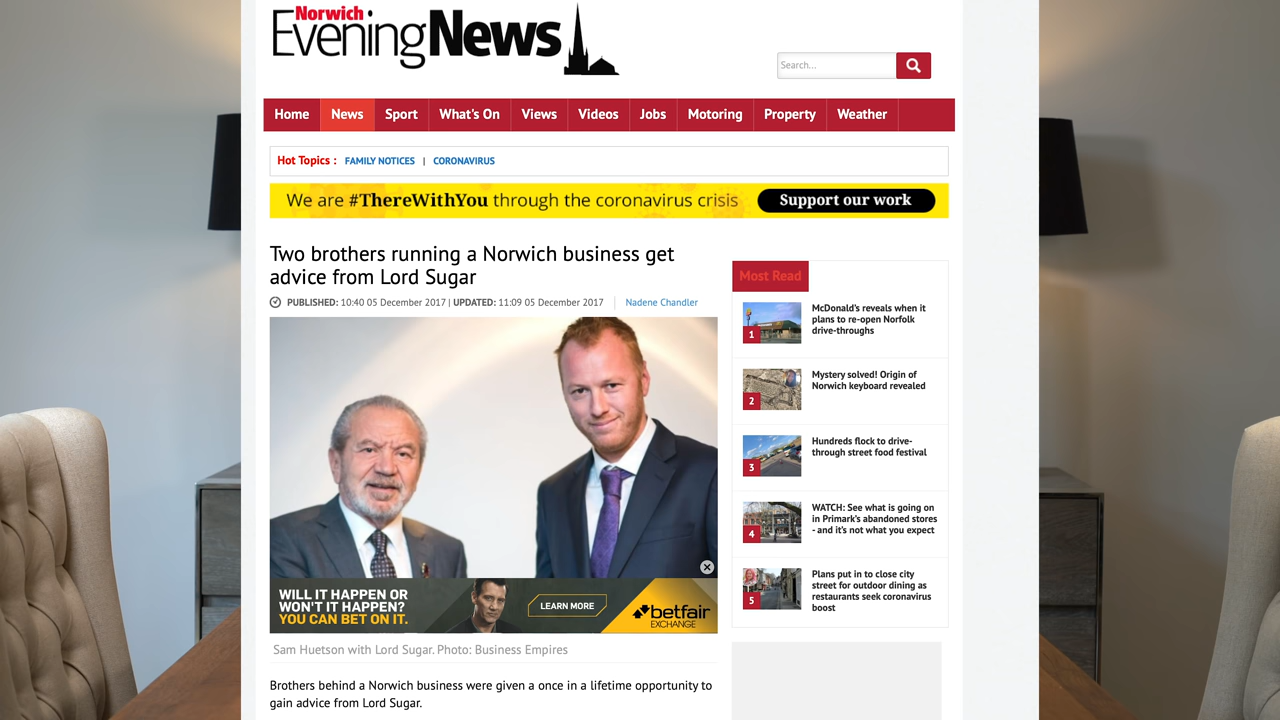 Norwich
EveningNews
Search...
Home News Sport What's On Views Videos Jobs Motoring Property Weather
Hot Topics : FAMILY NOTICES | CORONAVIRUS
We are #ThereWithYou through the coronavirus crisis Support our work
Two brothers running a Norwich business get
advice from Lord Sugar
PUBLISHED: 10:40 05 December 2017 | UPDATED: 11:09 05 December 2017 Nadene Chandler
WILL IT HAPPEN OR
WON'T IT HAPPEN?
YOU CAN BET ON IT.
LEARN MORE
betfair
EXCHANGE
Sam Huetson with Lord Sugar. Photo: Business Empires
Brothers behind a Norwich business were given a once in a lifetime opportunity to
gain advice from Lord Sugar.
Most Read
1
McDonald's reveals when it
plans to re-open Norfolk
drive-throughs
2
Mystery solved! Origin of
Norwich keyboard revealed
3
Hundreds flock to drive-
through street food festival
4
WATCH: See what is going on
in Primark's abandoned stores
- and it's not what you expect
5
Plans put in to close city
street for outdoor dining as
restaurants seek coronavirus
boost